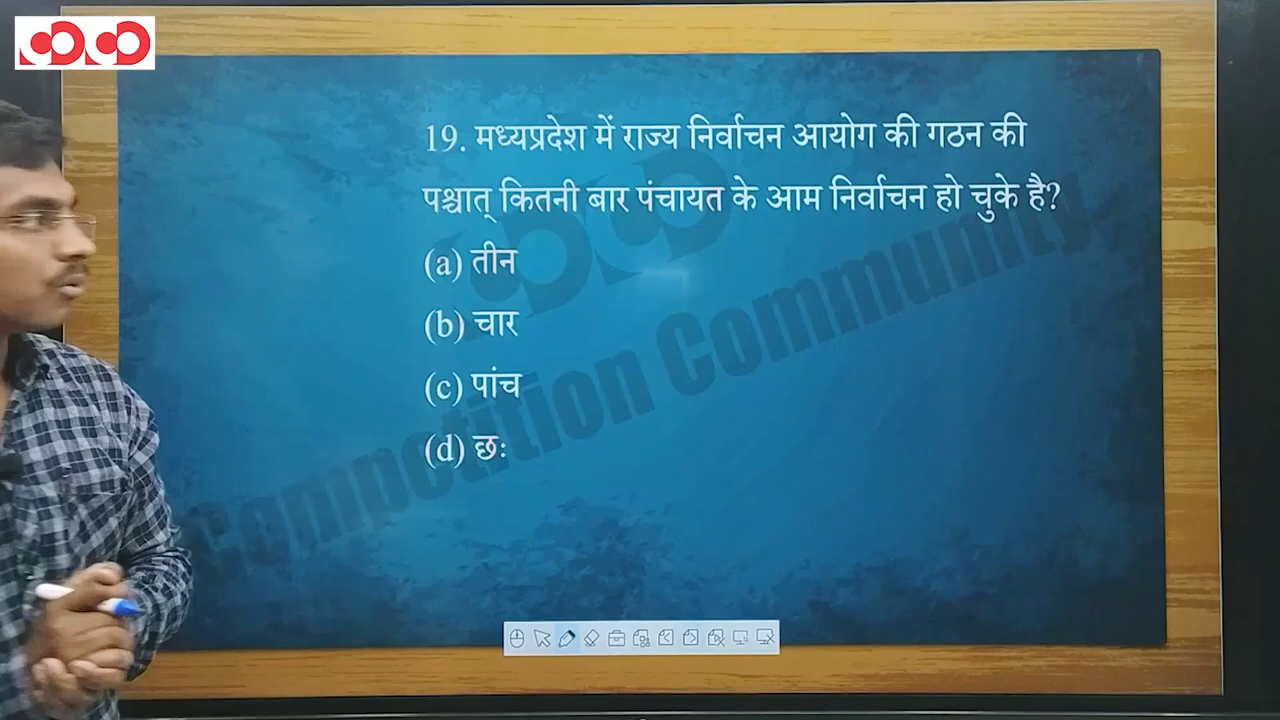 19. मध्यप्रदेश में राज्य निर्वाचन आयोग की गठन की
पश्चात् कितनी बार पंचायत के आम निर्वाचन हो चुके है?
(a) तीन
(b) चार
(c) पांच
(d) छः
Competition Community